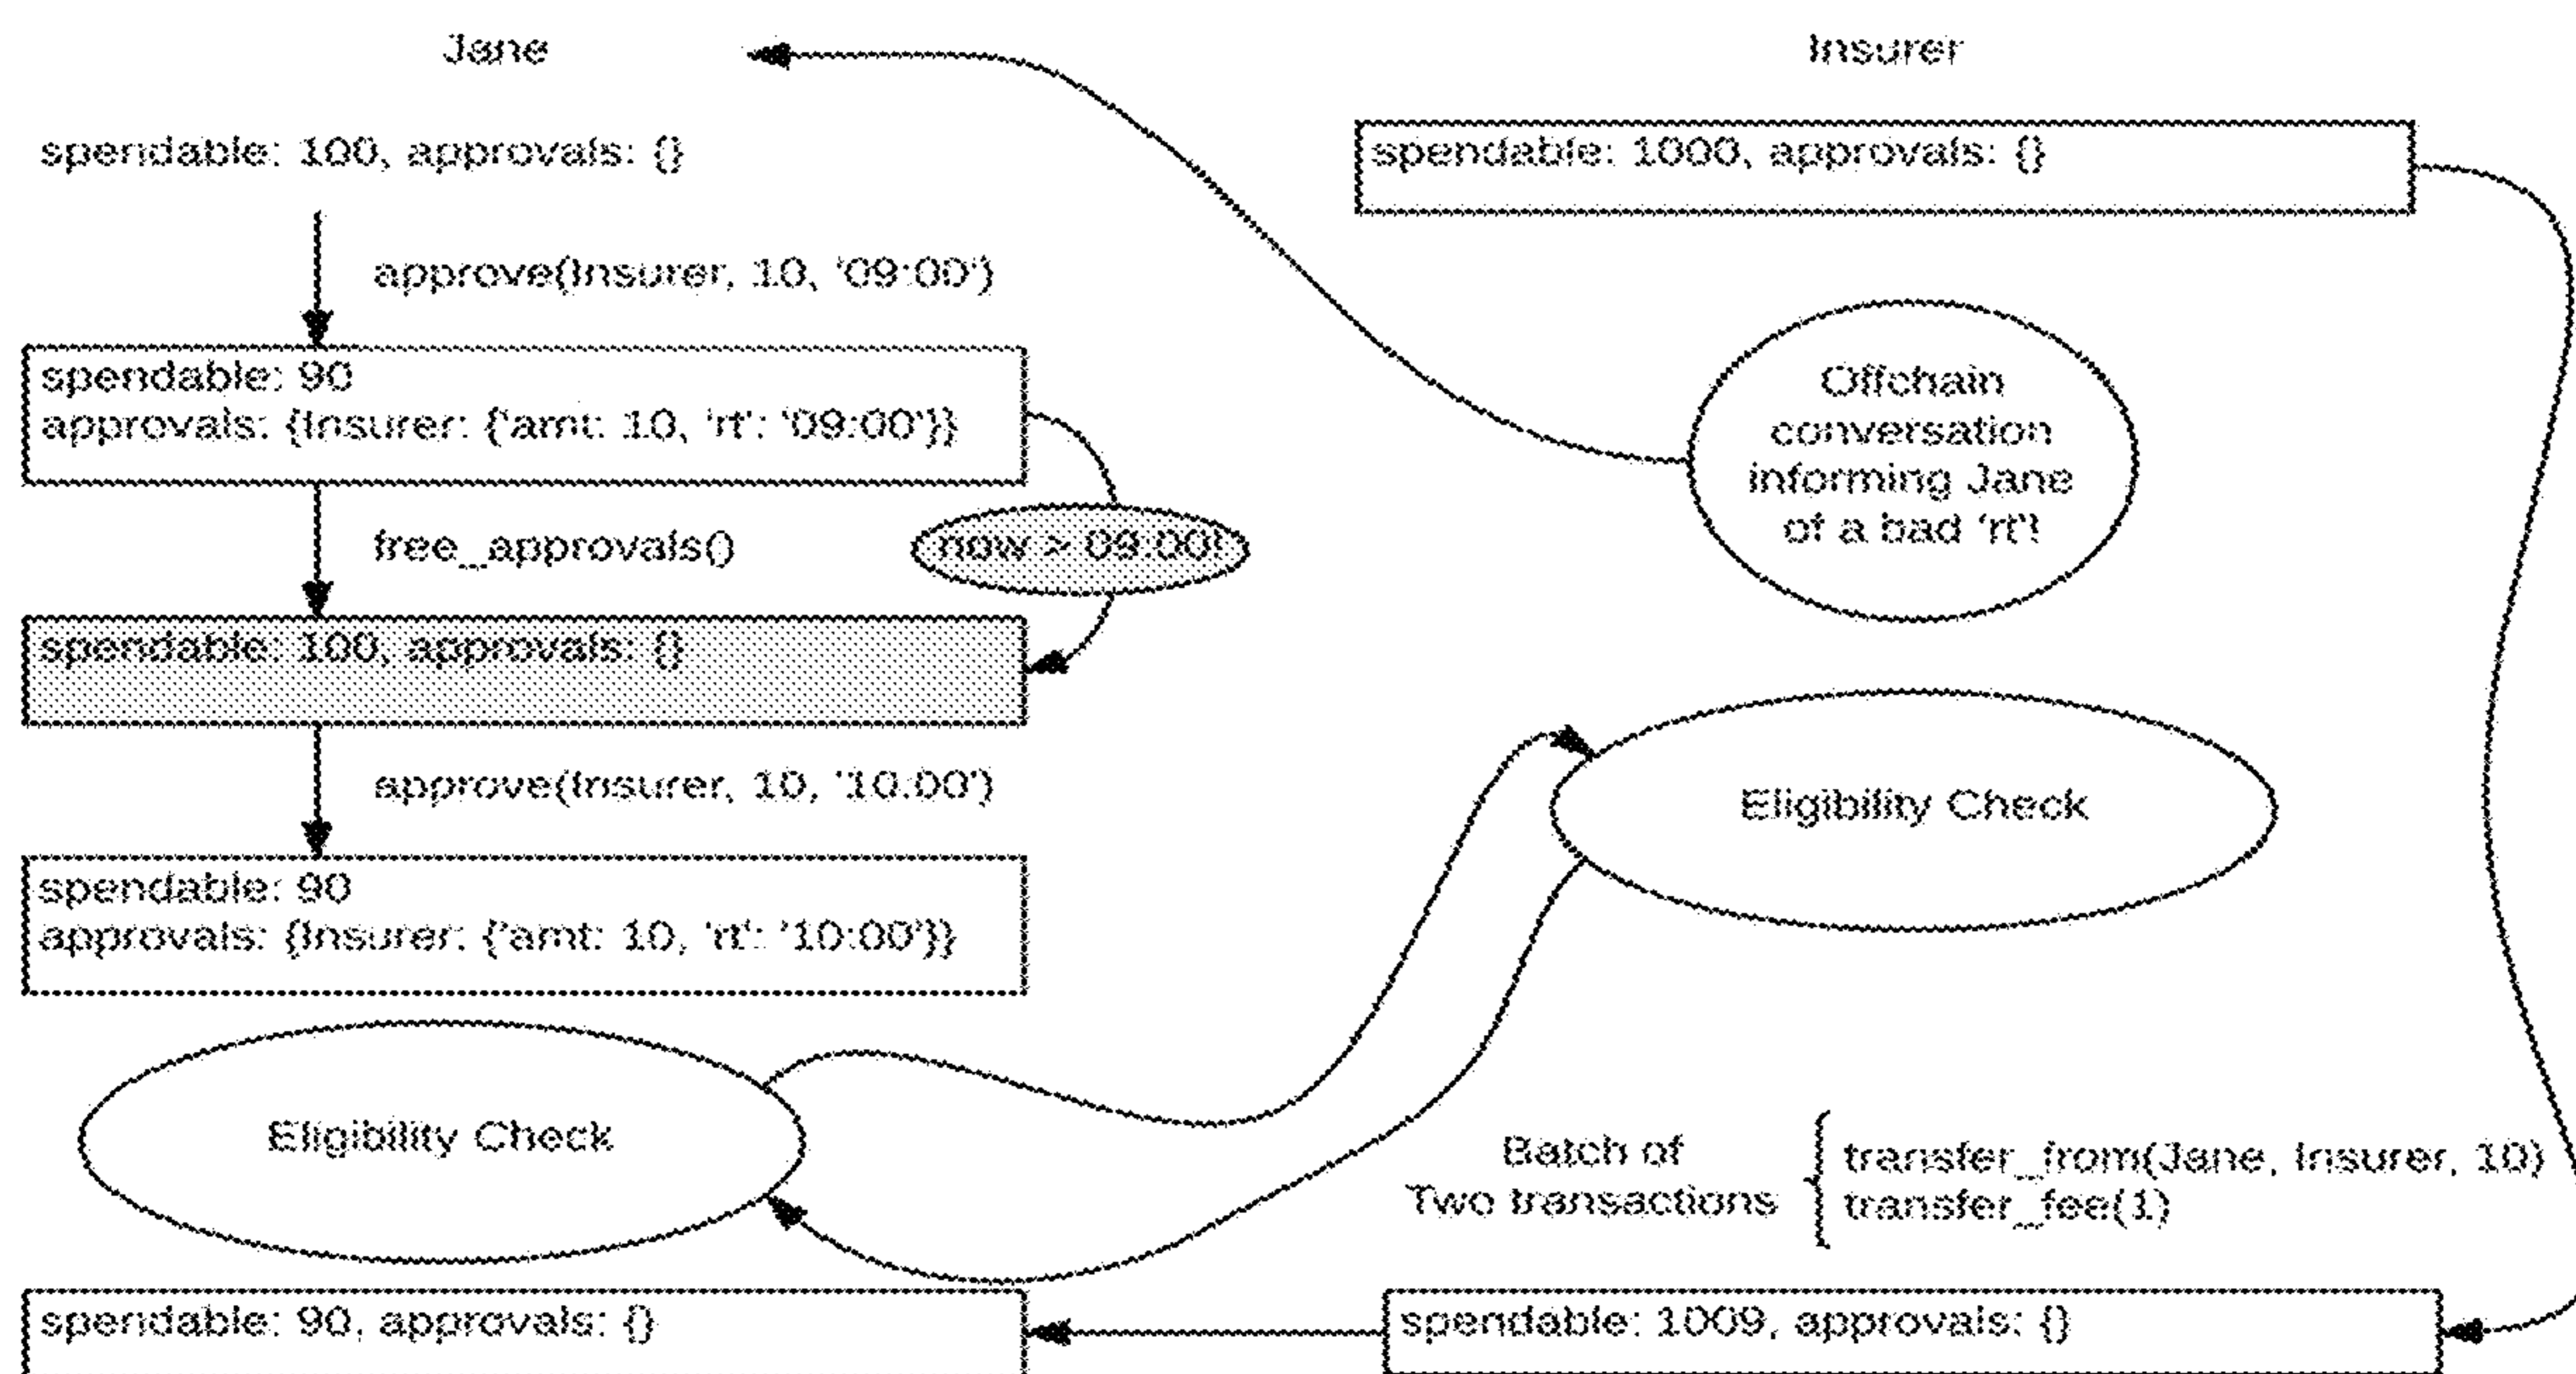 Jane
spendable: 100, approvals: {}
approve(Insurer, 10, '09:00')
spendable: 90
approvals: {Insurer: {'amt: 10, 'rt': '09:00'}}
free_approvals()
now > 09:00!
spendable: 100, approvals: {}
approve(Insurer, 10, '10:00')
spendable: 90
approvals: {Insurer: {'amt: 10, 'rt': '10:00'}}
Eligibility Check
spendable: 90, approvals: {}
Insurer
spendable: 1000, approvals: {}
Offchain
conversation
informing Jane
of a bad 'rt'!
Eligibility Check
Batch of
Two transactions
transfer_from(Jane, Insurer, 10)
transfer_fee(1)
spendable: 1009, approvals: {}